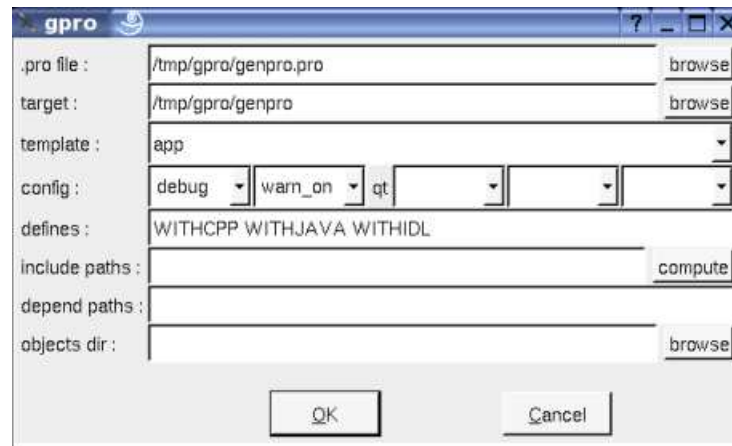 gpro
.pro file : /tmp/gpro/genpro.pro browse
target : /tmp/gpro/genpro browse
template : app
config : debug warn_on qt
defines : WITHCPP WITHJAVA WITHIDL
include paths : compute
depend paths :
objects dir : browse
OK Cancel